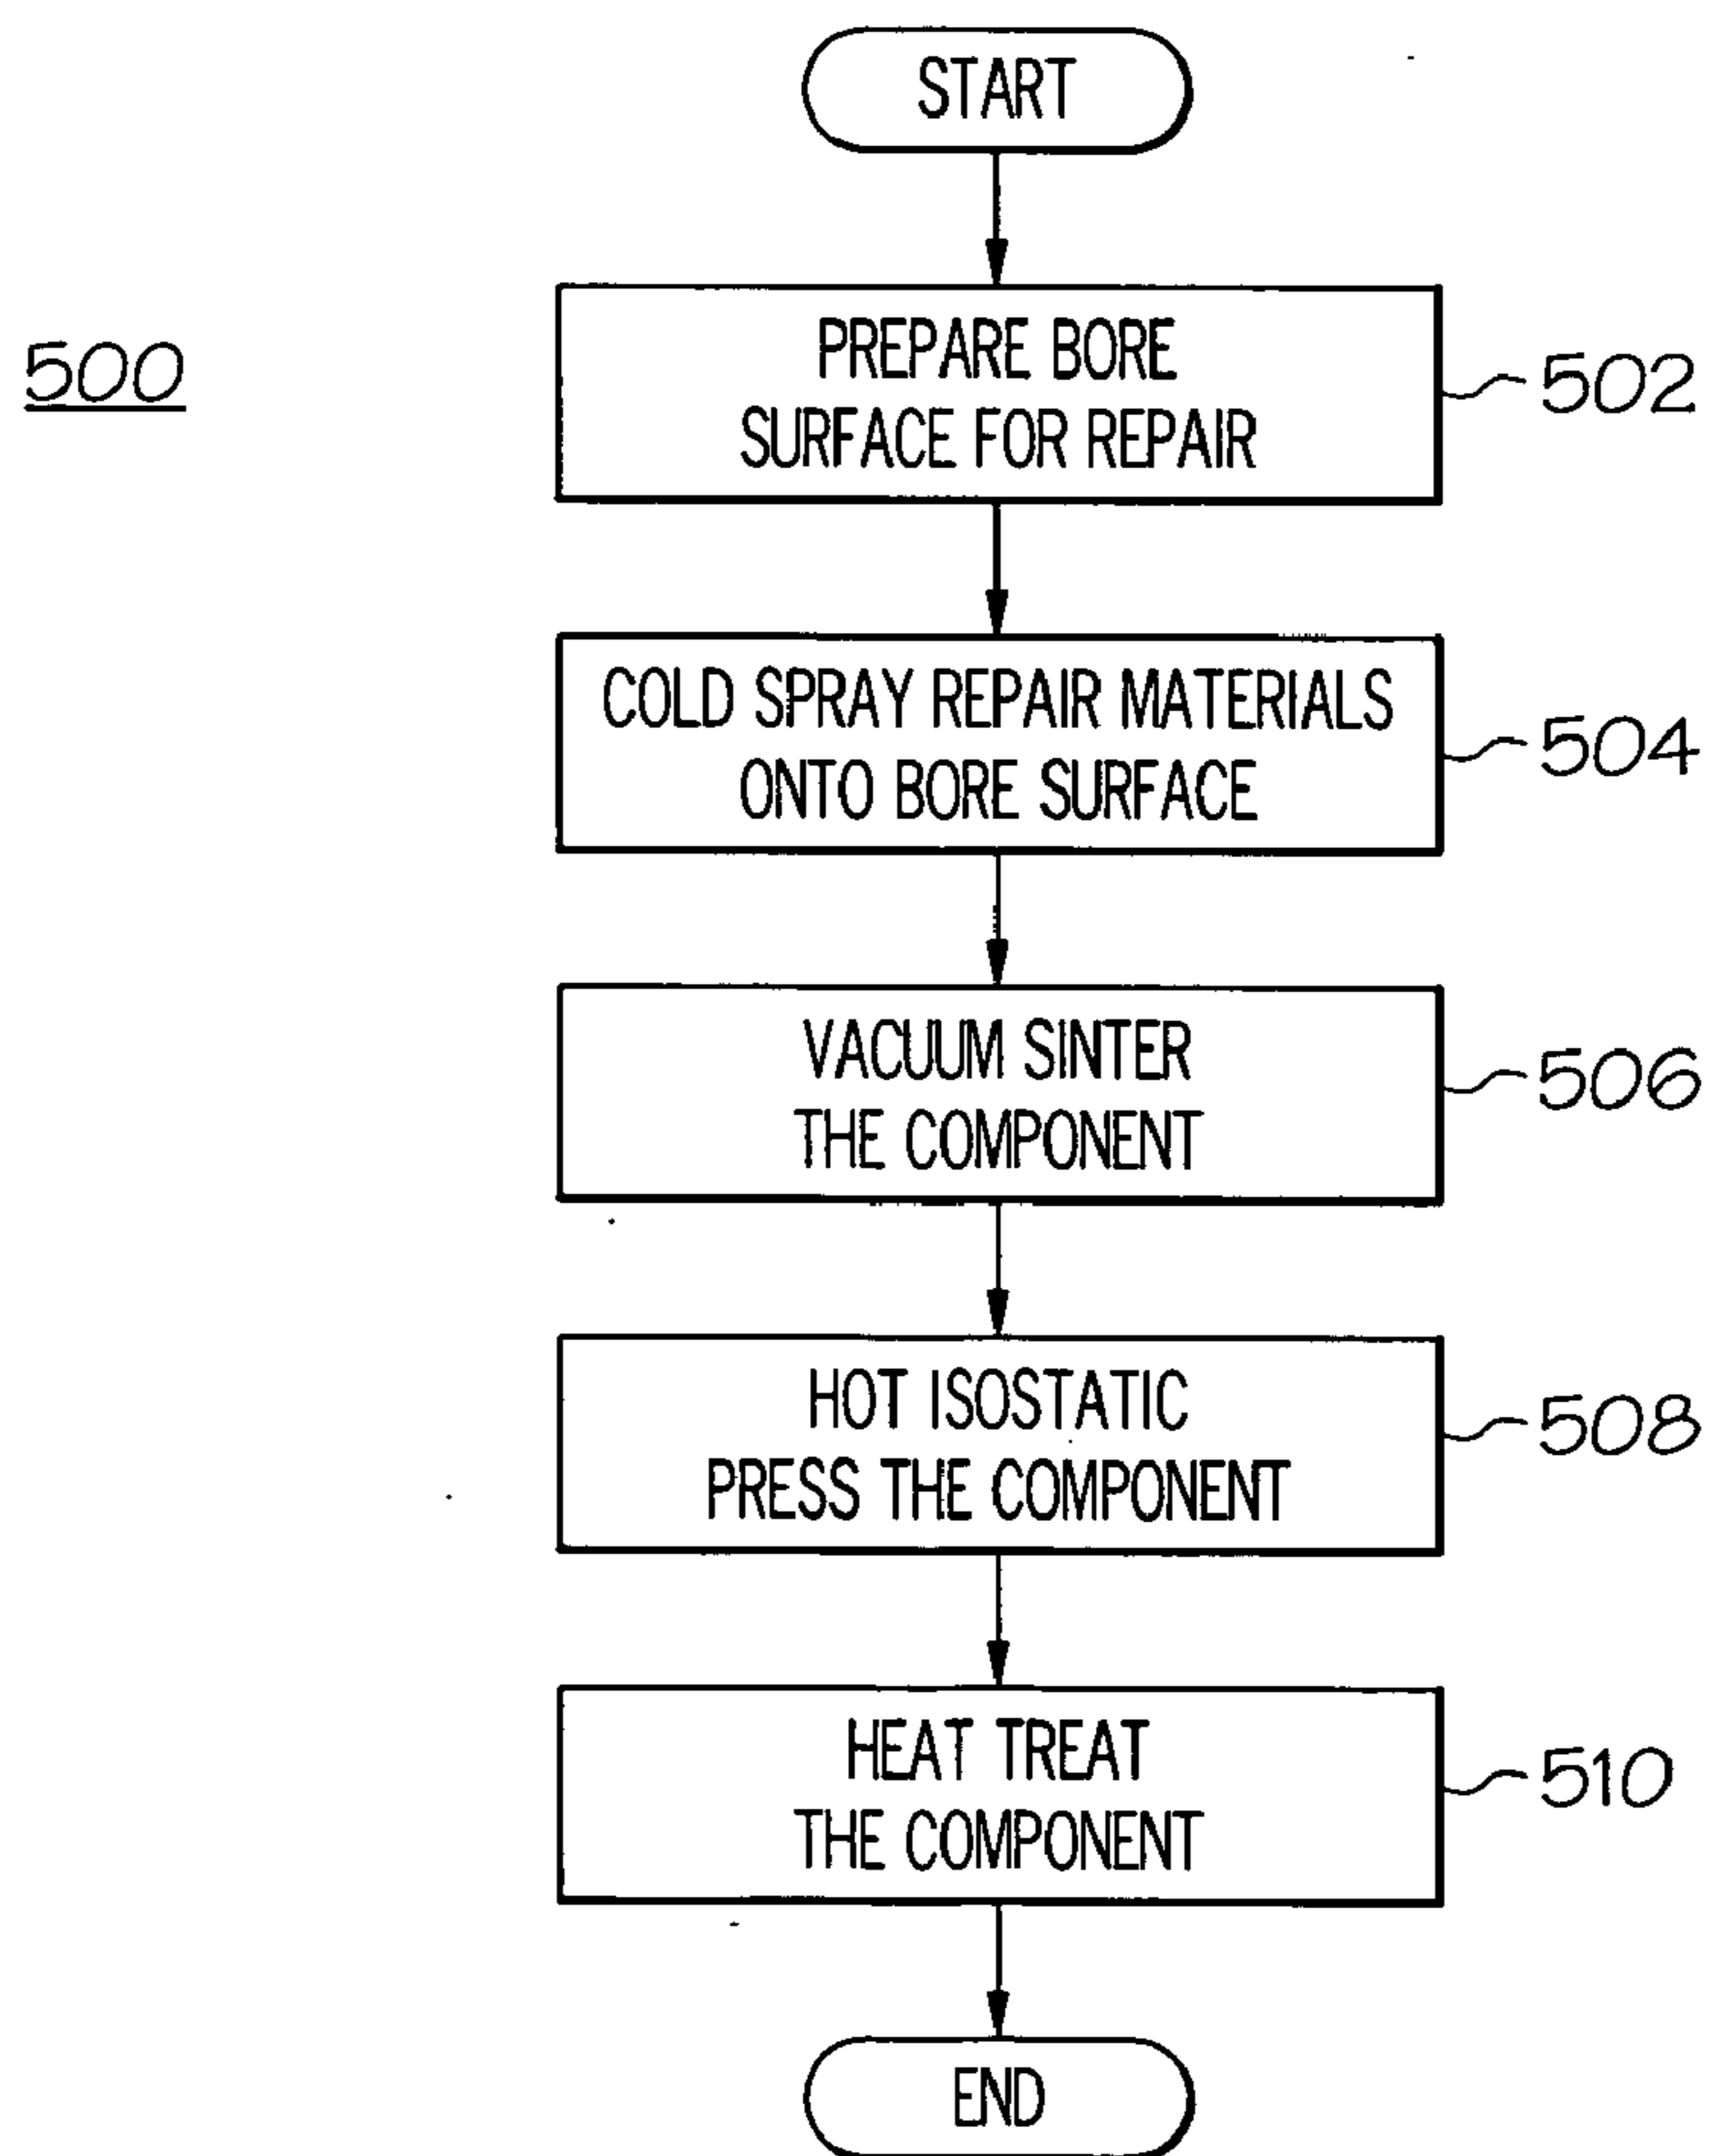 START
500
PREPARE BORE
SURFACE FOR REPAIR
502
COLD SPRAY REPAIR MATERIALS
ONTO BORE SURFACE
504
VACUUM SINTER
THE COMPONENT
506
HOT ISOSTATIC
PRESS THE COMPONENT
508
HEAT TREAT
THE COMPONENT
510
END